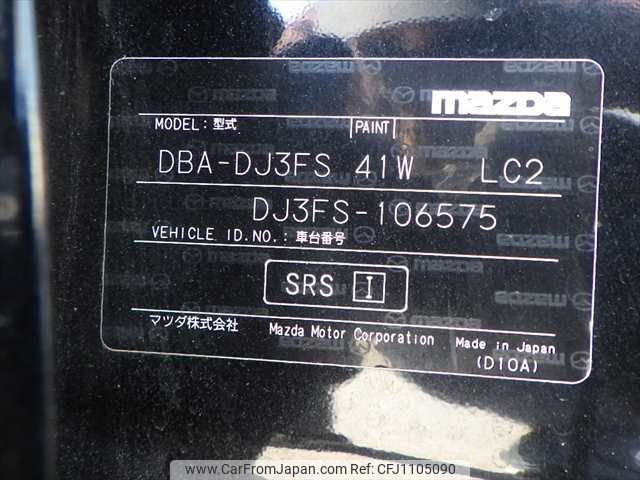 mazda
MODEL : 型式 PAINT
DBA-DJ3FS 41W LC2
DJ3FS-106575
VEHICLE ID.NO. : 車台番号
SRS I
マツダ株式会社 Mazda Motor Corporation Made in Japan
(D10A)
www.CarFromJapan.com Ref:CFJ1105090